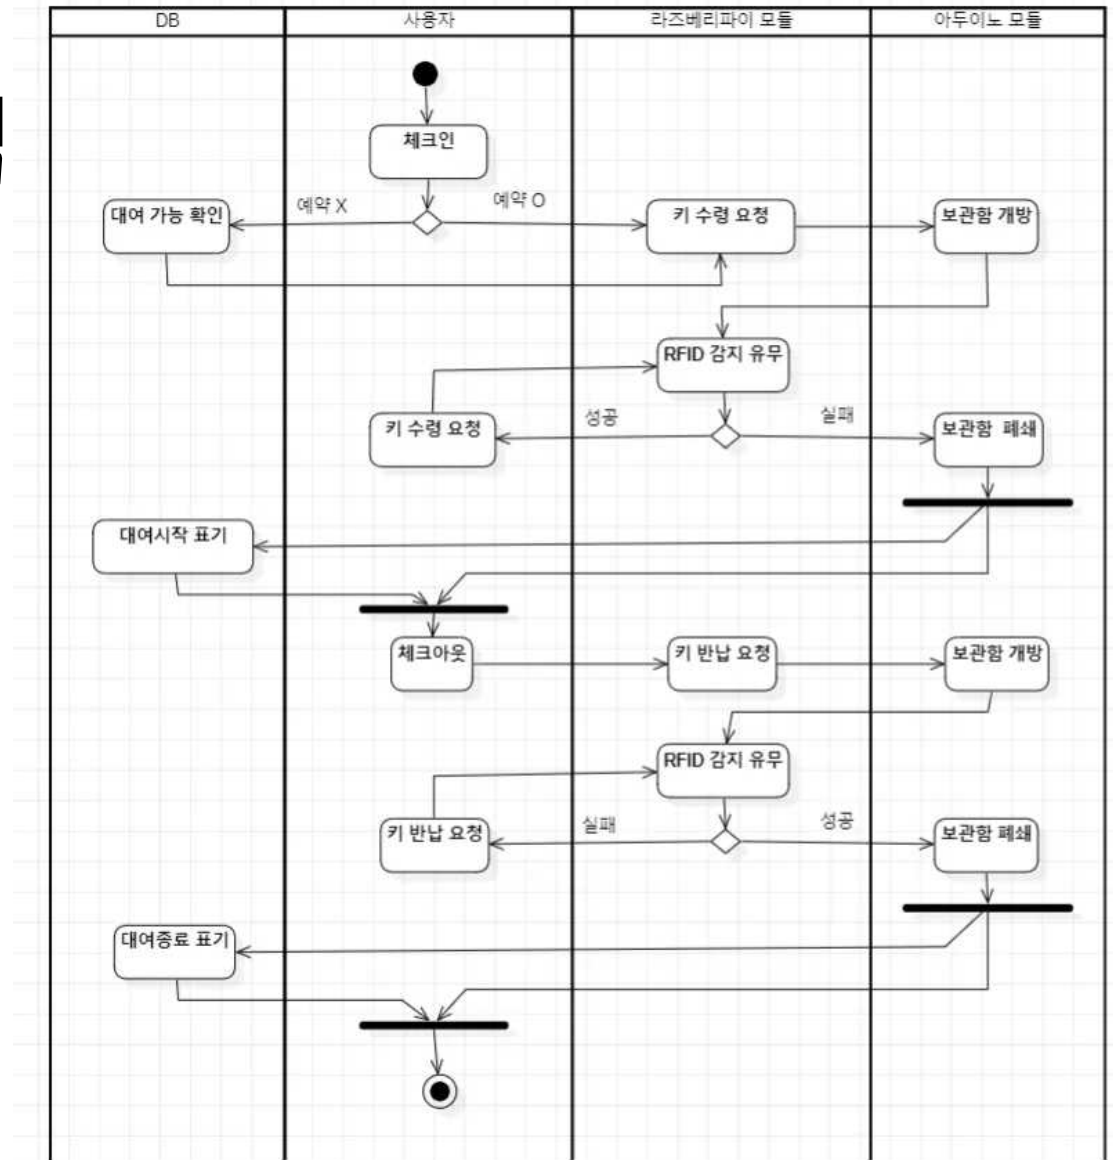 DB
사용자
라즈베리파이 모듈
아두이노 모듈
체크인
예약 X
예약 O
대여 가능 확인
키 수령 요청
보관함 개방
RFID 감지 유무
성공
실패
키 수령 요청
보관함 폐쇄
대여시작 표기
체크아웃
키 반납 요청
보관함 개방
RFID 감지 유무
실패
성공
키 반납 요청
보관함 폐쇄
대여종료 표기